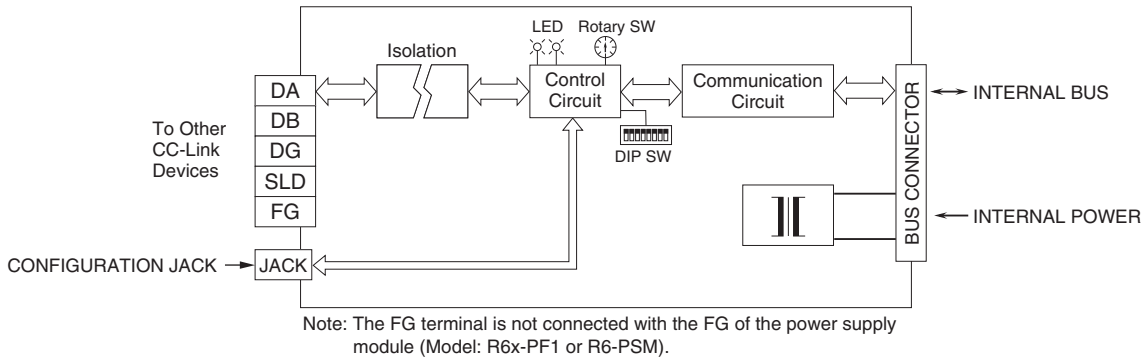 LED
Rotary SW
Isolation
DA
DB
DG
SLD
FG
To Other
CC-Link
Devices
Control
Circuit
Communication
Circuit
DIP SW
BUS CONNECTOR
INTERNAL BUS
INTERNAL POWER
CONFIGURATION JACK
JACK
Note: The FG terminal is not connected with the FG of the power supply
module (Model: R6x-PF1 or R6-PSM).